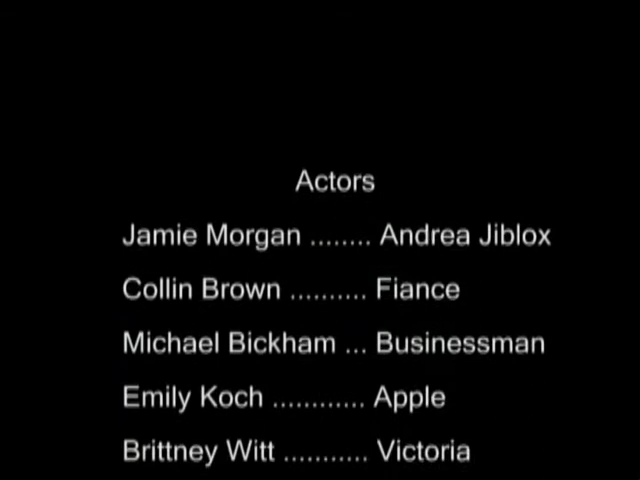 Actors
Jamie Morgan ........ Andrea Jiblox
Collin Brown .......... Fiance
Michael Bickham ... Businessman
Emily Koch ............ Apple
Brittney Witt ........... Victoria